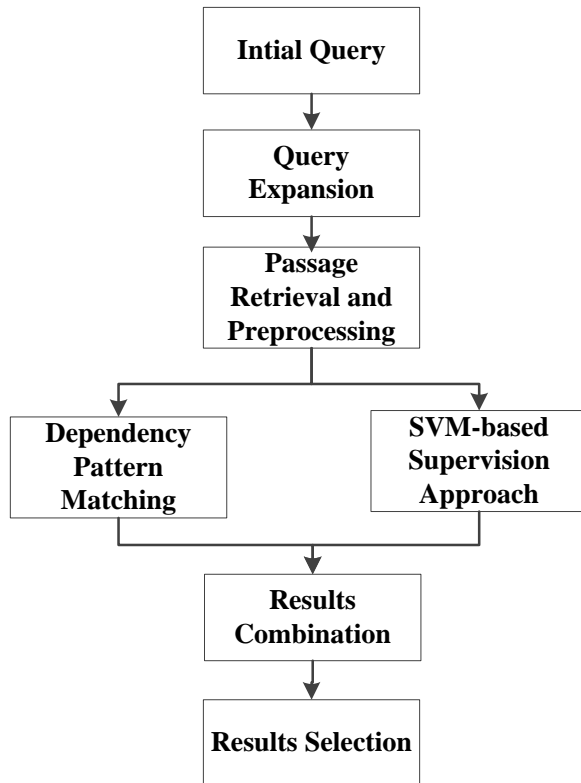 Intial Query
Query
Expansion
Passage
Retrieval and
Preprocessing
Dependency
Pattern
Matching
SVM-based
Supervision
Approach
Results
Combination
Results Selection